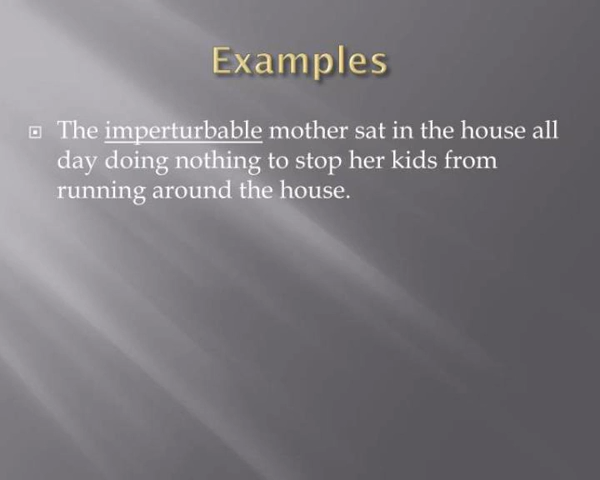 Examples
The imperturbable mother sat in the house all
day doing nothing to stop her kids from
running around the house.